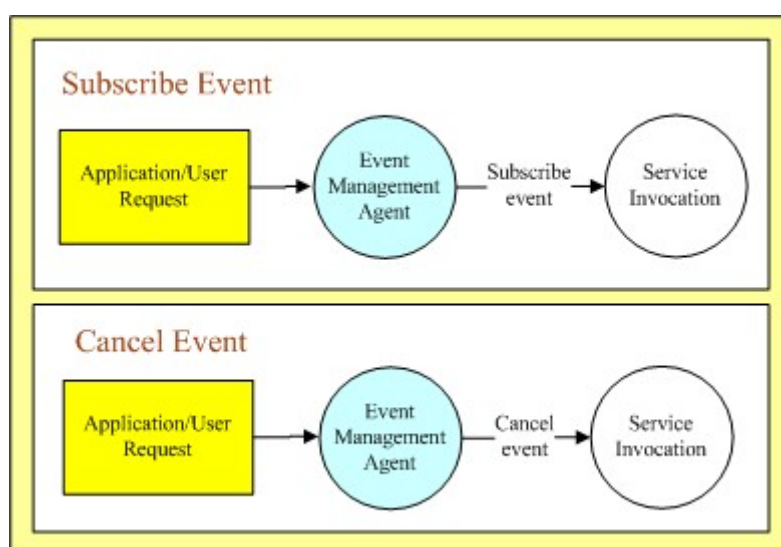 Subscribe Event
Application/User
Request
Event
Management
Agent
Subscribe
event
Service
Invocation
Cancel Event
Application/User
Request
Event
Management
Agent
Cancel
event
Service
Invocation